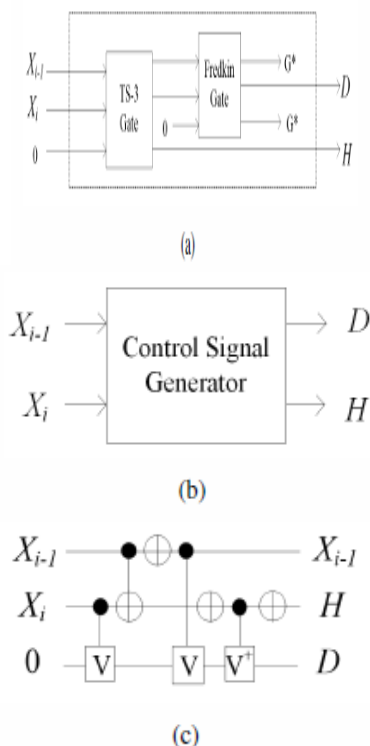 X_{i-1}
X_i
0
TS-3
Gate
Fredkin
Gate
0
G*
D
G*
H
(a)
X_{i-1}
X_i
Control Signal
Generator
D
H
(b)
X_{i-1} X_{i-1}
X_i H
0 V V V^+ D
(c)